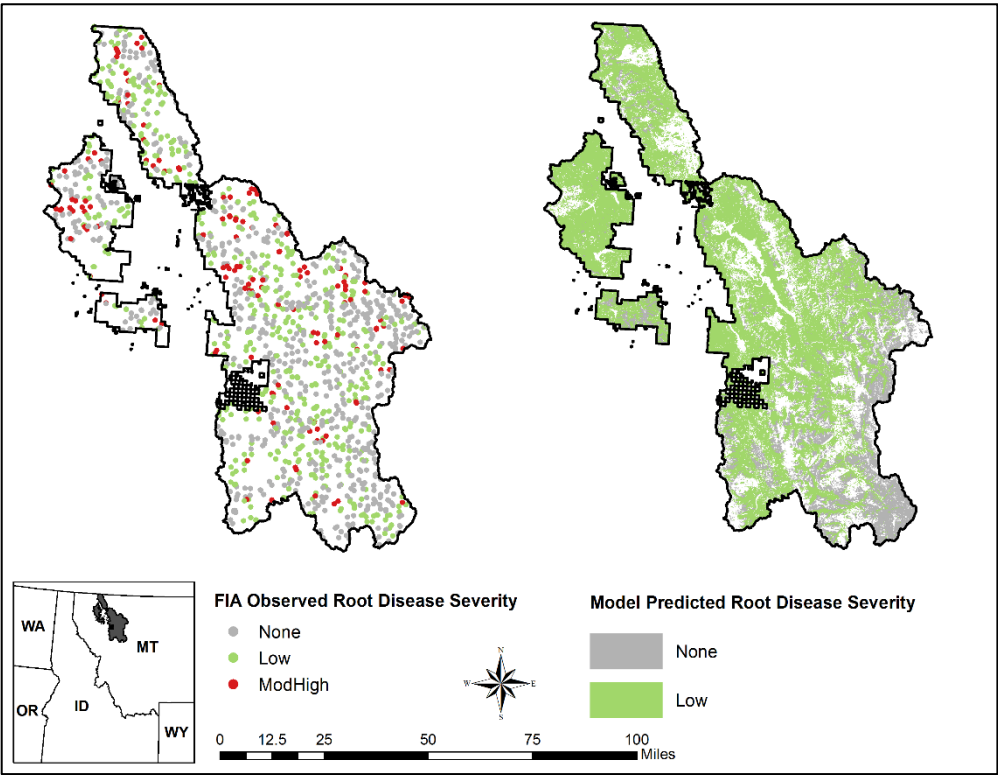 WA
MT
OR
ID
WY
FIA Observed Root Disease Severity
None
Low
ModHigh
N
W
E
S
0 12.5 25 50 75 100
Miles
Model Predicted Root Disease Severity
None
Low